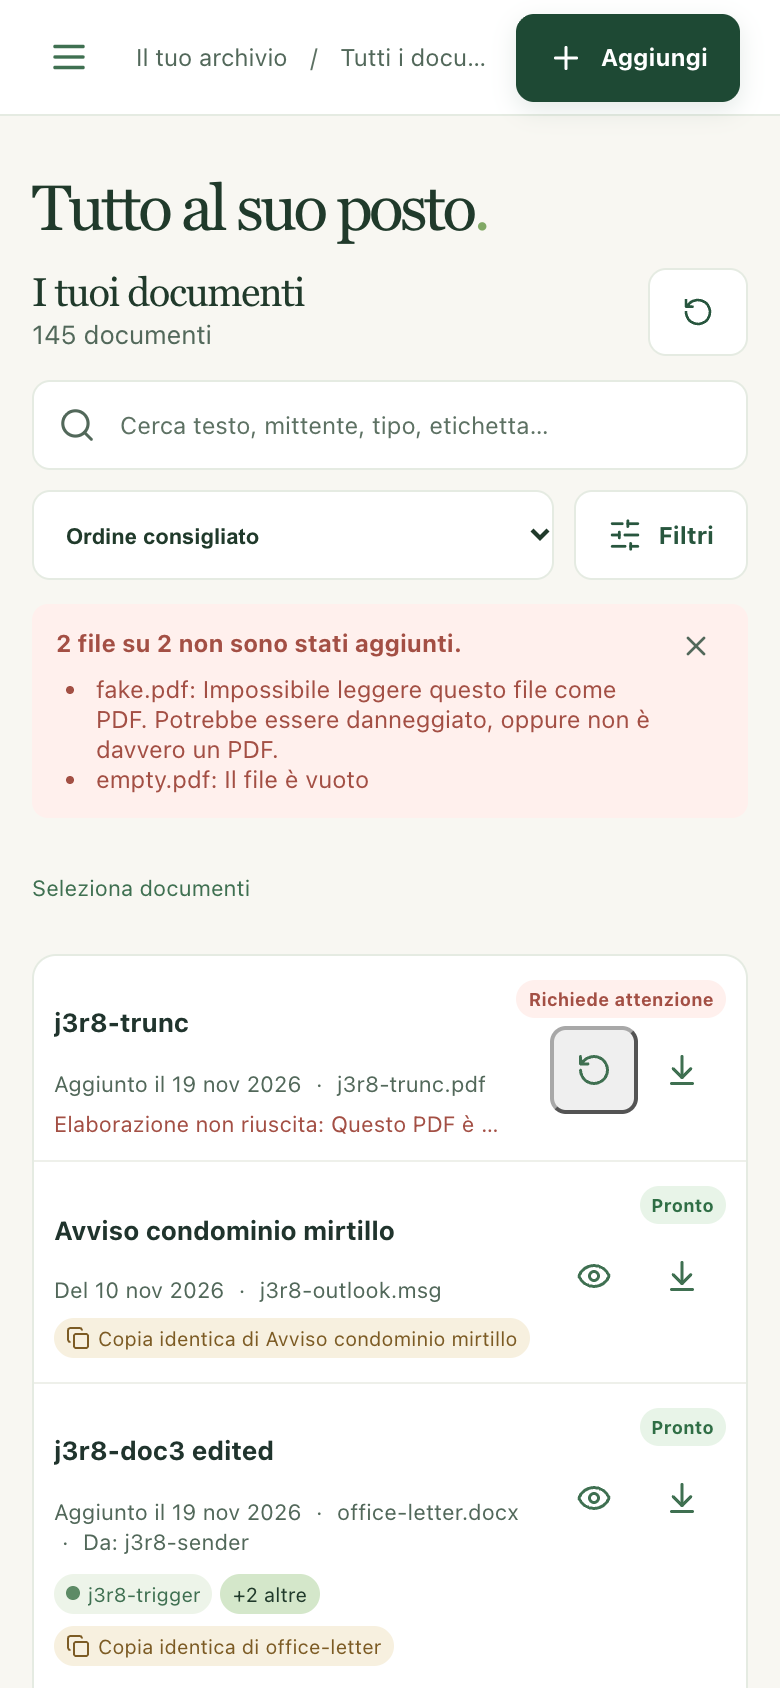 Il tuo archivio / Tutti i docu...
Aggiungi
Tutto al suo posto.
I tuoi documenti
145 documenti
Cerca testo, mittente, tipo, etichetta...
Ordine consigliato
Filtri
2 file su 2 non sono stati aggiunti.
• fake.pdf: Impossibile leggere questo file come
PDF. Potrebbe essere danneggiato, oppure non è
davvero un PDF.
• empty.pdf: Il file è vuoto
Seleziona documenti
Richiede attenzione
j3r8-trunc
Aggiunto il 19 nov 2026 · j3r8-trunc.pdf
Elaborazione non riuscita: Questo PDF è ...
Pronto
Avviso condominio mirtillo
Del 10 nov 2026 · j3r8-outlook.msg
Copia identica di Avviso condominio mirtillo
Pronto
j3r8-doc3 edited
Aggiunto il 19 nov 2026 · office-letter.docx
· Da: j3r8-sender
j3r8-trigger +2 altre
Copia identica di office-letter